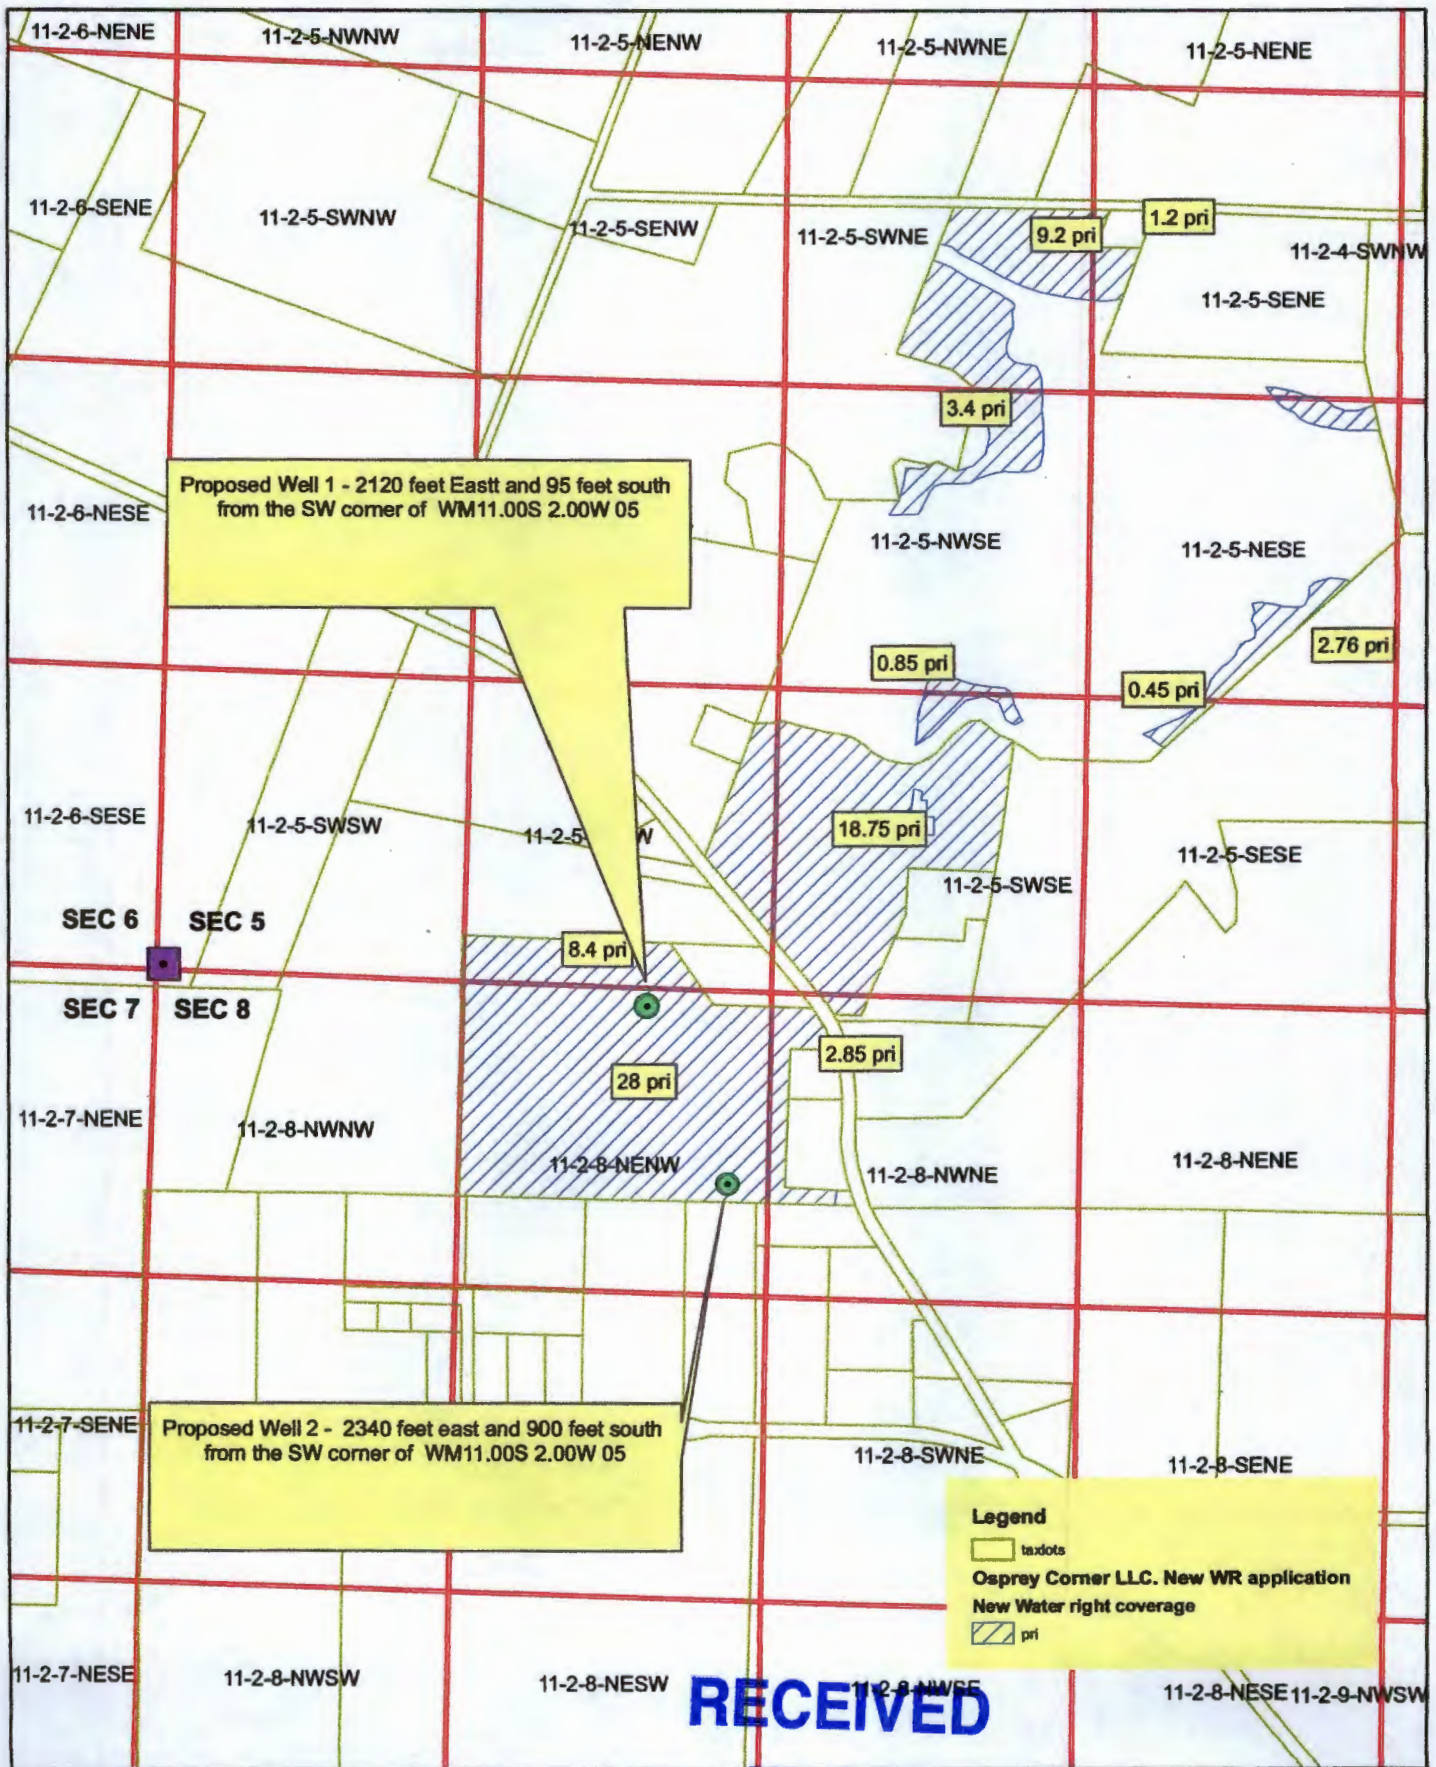 11-2-6-NENE
11-2-5-NWNW
11-2-5-NENW
11-2-5-NWNE
11-2-5-NENE
11-2-6-SENE
11-2-5-SWNW
11-2-5-SENW
11-2-5-SWNE
9.2 pri
1.2 pri
11-2-4-SWNW
11-2-5-SENE
3.4 pri
Proposed Well 1 - 2120 feet Eastt and 95 feet south
from the SW corner of WM11.00S 2.00W 05
11-2-6-NESE
11-2-5-NWSE
11-2-5-NESE
2.76 pri
0.85 pri
0.45 pri
11-2-6-SESE
11-2-5-SWSW
11-2-5
W
18.75 pri
11-2-5-SWSE
11-2-5-SESE
SEC 6
SEC 5
8.4 pri
SEC 7
SEC 8
2.85 pri
28 pri
11-2-7-NENE
11-2-8-NWNW
11-2-8-NENW
11-2-8-NWNE
11-2-8-NENE
11-2-7-SENE
Proposed Well 2 - 2340 feet east and 900 feet south
from the SW corner of WM11.00S 2.00W 05
11-2-8-SWNE
11-2-8-SENE
Legend
taxlots
Osprey Corner LLC. New WR application
New Water right coverage
pri
11-2-7-NESE
11-2-8-NWSW
11-2-8-NESW
11-2-8-NWSE
11-2-8-NESE
11-2-9-NWSW
RECEIVED